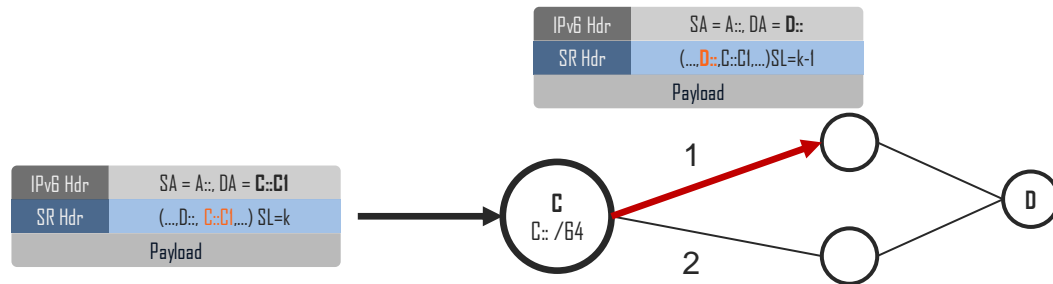 IPv6 Hdr SA = A::, DA = D::
SR Hdr (...,D::,C::C1,...)SL=k-1
Payload
1
IPv6 Hdr SA = A::, DA = C::C1
SR Hdr (...,D::, C::C1,...) SL=k
Payload
C
C:: /64
D
2